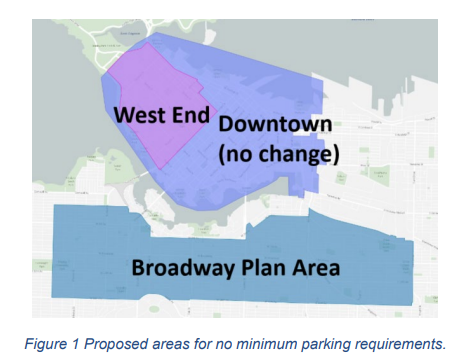 West End
Downtown
(no change)
Broadway Plan Area
Figure 1 Proposed areas for no minimum parking requirements.